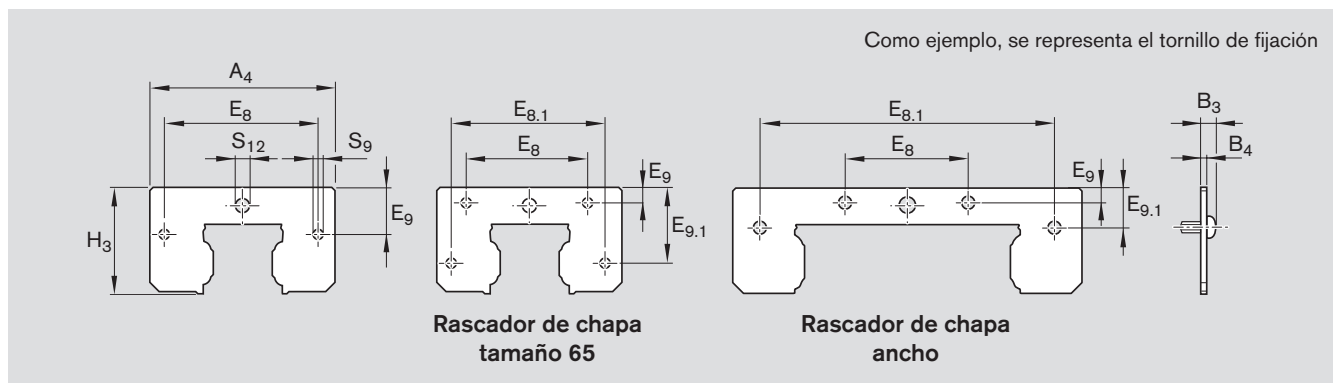 Como ejemplo, se representa el tornillo de fijación
A4
E8
S12
S9
H3
E9
E8.1
E8
E9
E9.1
Rascador de chapa
tamaño 65
E8.1
E8
E9
E9.1
Rascador de chapa
ancho
B3
B4